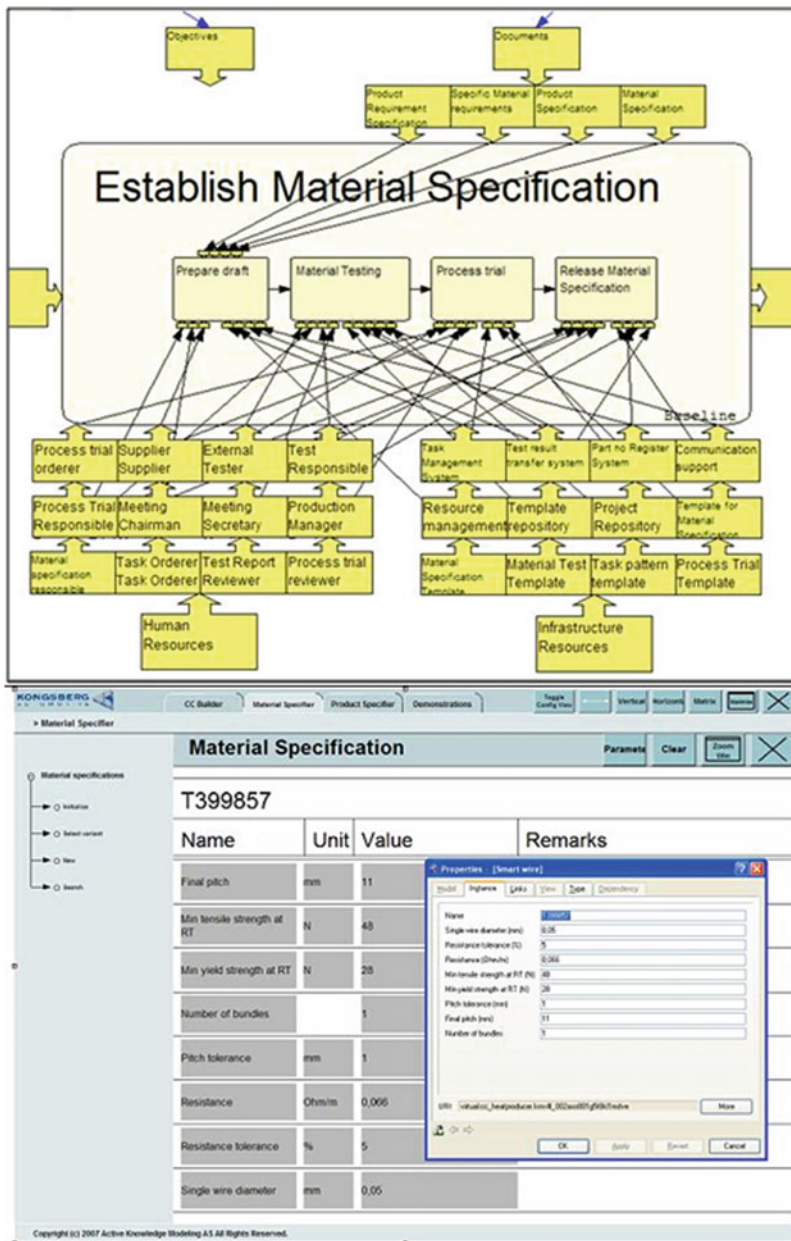 Objectives
Documents
Product
Requirement
Specification
Specific Material
requirements
Product
Specification
Material
Specification
Establish Material Specification
Prepare draft
Material Testing
Process trial
Release Material
Specification
Baseline
Process trial
orderer
Supplier
Supplier
External
Tester
Test
Responsible
Task
Management
System
Test result
transfer system
Part no Register
System
Communication
support
Process Trial
Responsible
Meeting
Chairman
Meeting
Secretary
Production
Manager
Resource
management
Template
repository
Project
Repository
Template for
Material
Specification
Material
specification
responsible
Task Orderer
Task Orderer
Test Report
Reviewer
Process trial
reviewer
Material
Specification
Template
Material Test
Template
Task pattern
template
Process Trial
Template
Human
Resources
Infrastructure
Resources
KONGSBERG
AUTOMOTIVE
CC Builder
Material Specifier
Product Specifier
Demonstrations
Toggle
Config View
Vertical
Horizont
Matrix
> Material Specifier
Material Specification
Paramete
Clear
Zoom
Win
Material specifications
Initialize
Select variant
New
Search
T399857
Name Unit Value Remarks
Final pitch mm 11
Min tensile strength at
RT N 48
Min yield strength at RT N 28
Number of bundles 1
Pitch tolerance mm 1
Resistance Ohm/m 0,066
Resistance tolerance % 5
Single wire diameter mm 0,05
Properties - [Smart wire]
Model Instance Links View Type Dependency
Name
Single wire diameter (mm) 0,05
Resistance tolerance (%) 5
Resistance (Ohm/m) 0,066
Min tensile strength at RT (N) 48
Min yield strength at RT (N) 28
Pitch tolerance (mm) 1
Final pitch (mm) 11
Number of bundles 1
URI:
More
OK Apply Revert Cancel
Copyright (c) 2007 Active Knowledge Modeling AS All Rights Reserved.